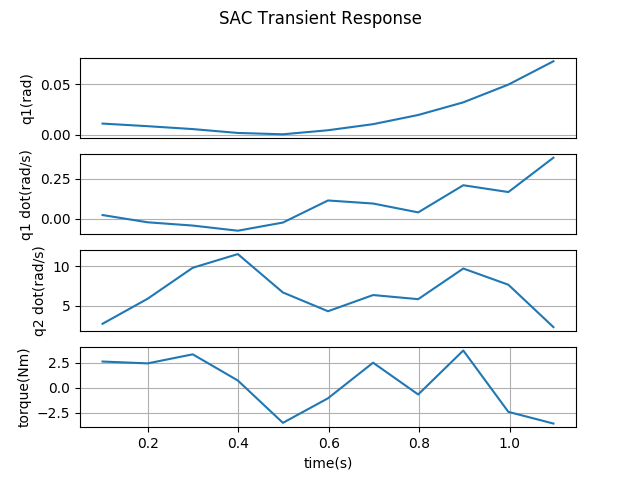 SAC Transient Response
q1(rad)
0.05
0.00
q1 dot(rad/s)
0.25
0.00
q2 dot(rad/s)
10
5
torque(Nm)
2.5
0.0
−2.5
0.2 0.4 0.6 0.8 1.0
time(s)